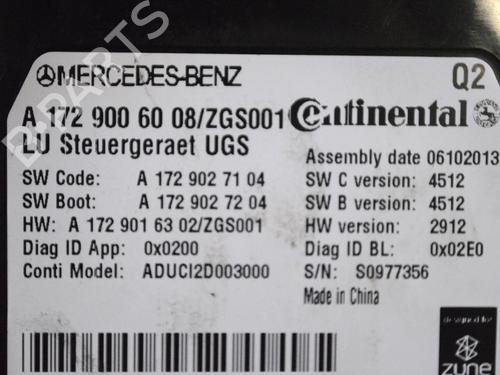 MERCEDES-BENZ
Q2
A 172 900 60 08/ZGS001
Continental
LU Steuergeraet UGS
Assembly date 06102013
SW Code: A 172 902 71 04
SW C version: 4512
SW Boot: A 172 902 72 04
SW B version: 4512
HW: A 172 901 63 02/ZGS001
HW version: 2912
Diag ID App: 0x0200
Diag ID BL: 0x02E0
Conti Model: ADUCI2D003000
S/N: S0977356
Made in China
designed for
zune
B-PARTS